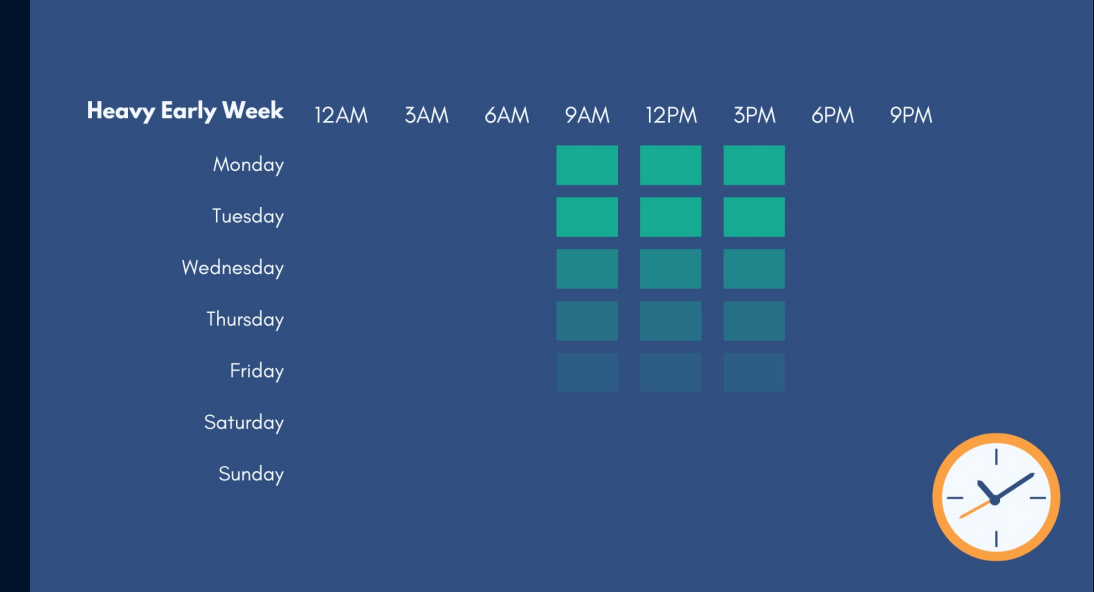 Heavy Early Week 12AM 3AM 6AM 9AM 12PM 3PM 6PM 9PM
Monday
Tuesday
Wednesday
Thursday
Friday
Saturday
Sunday